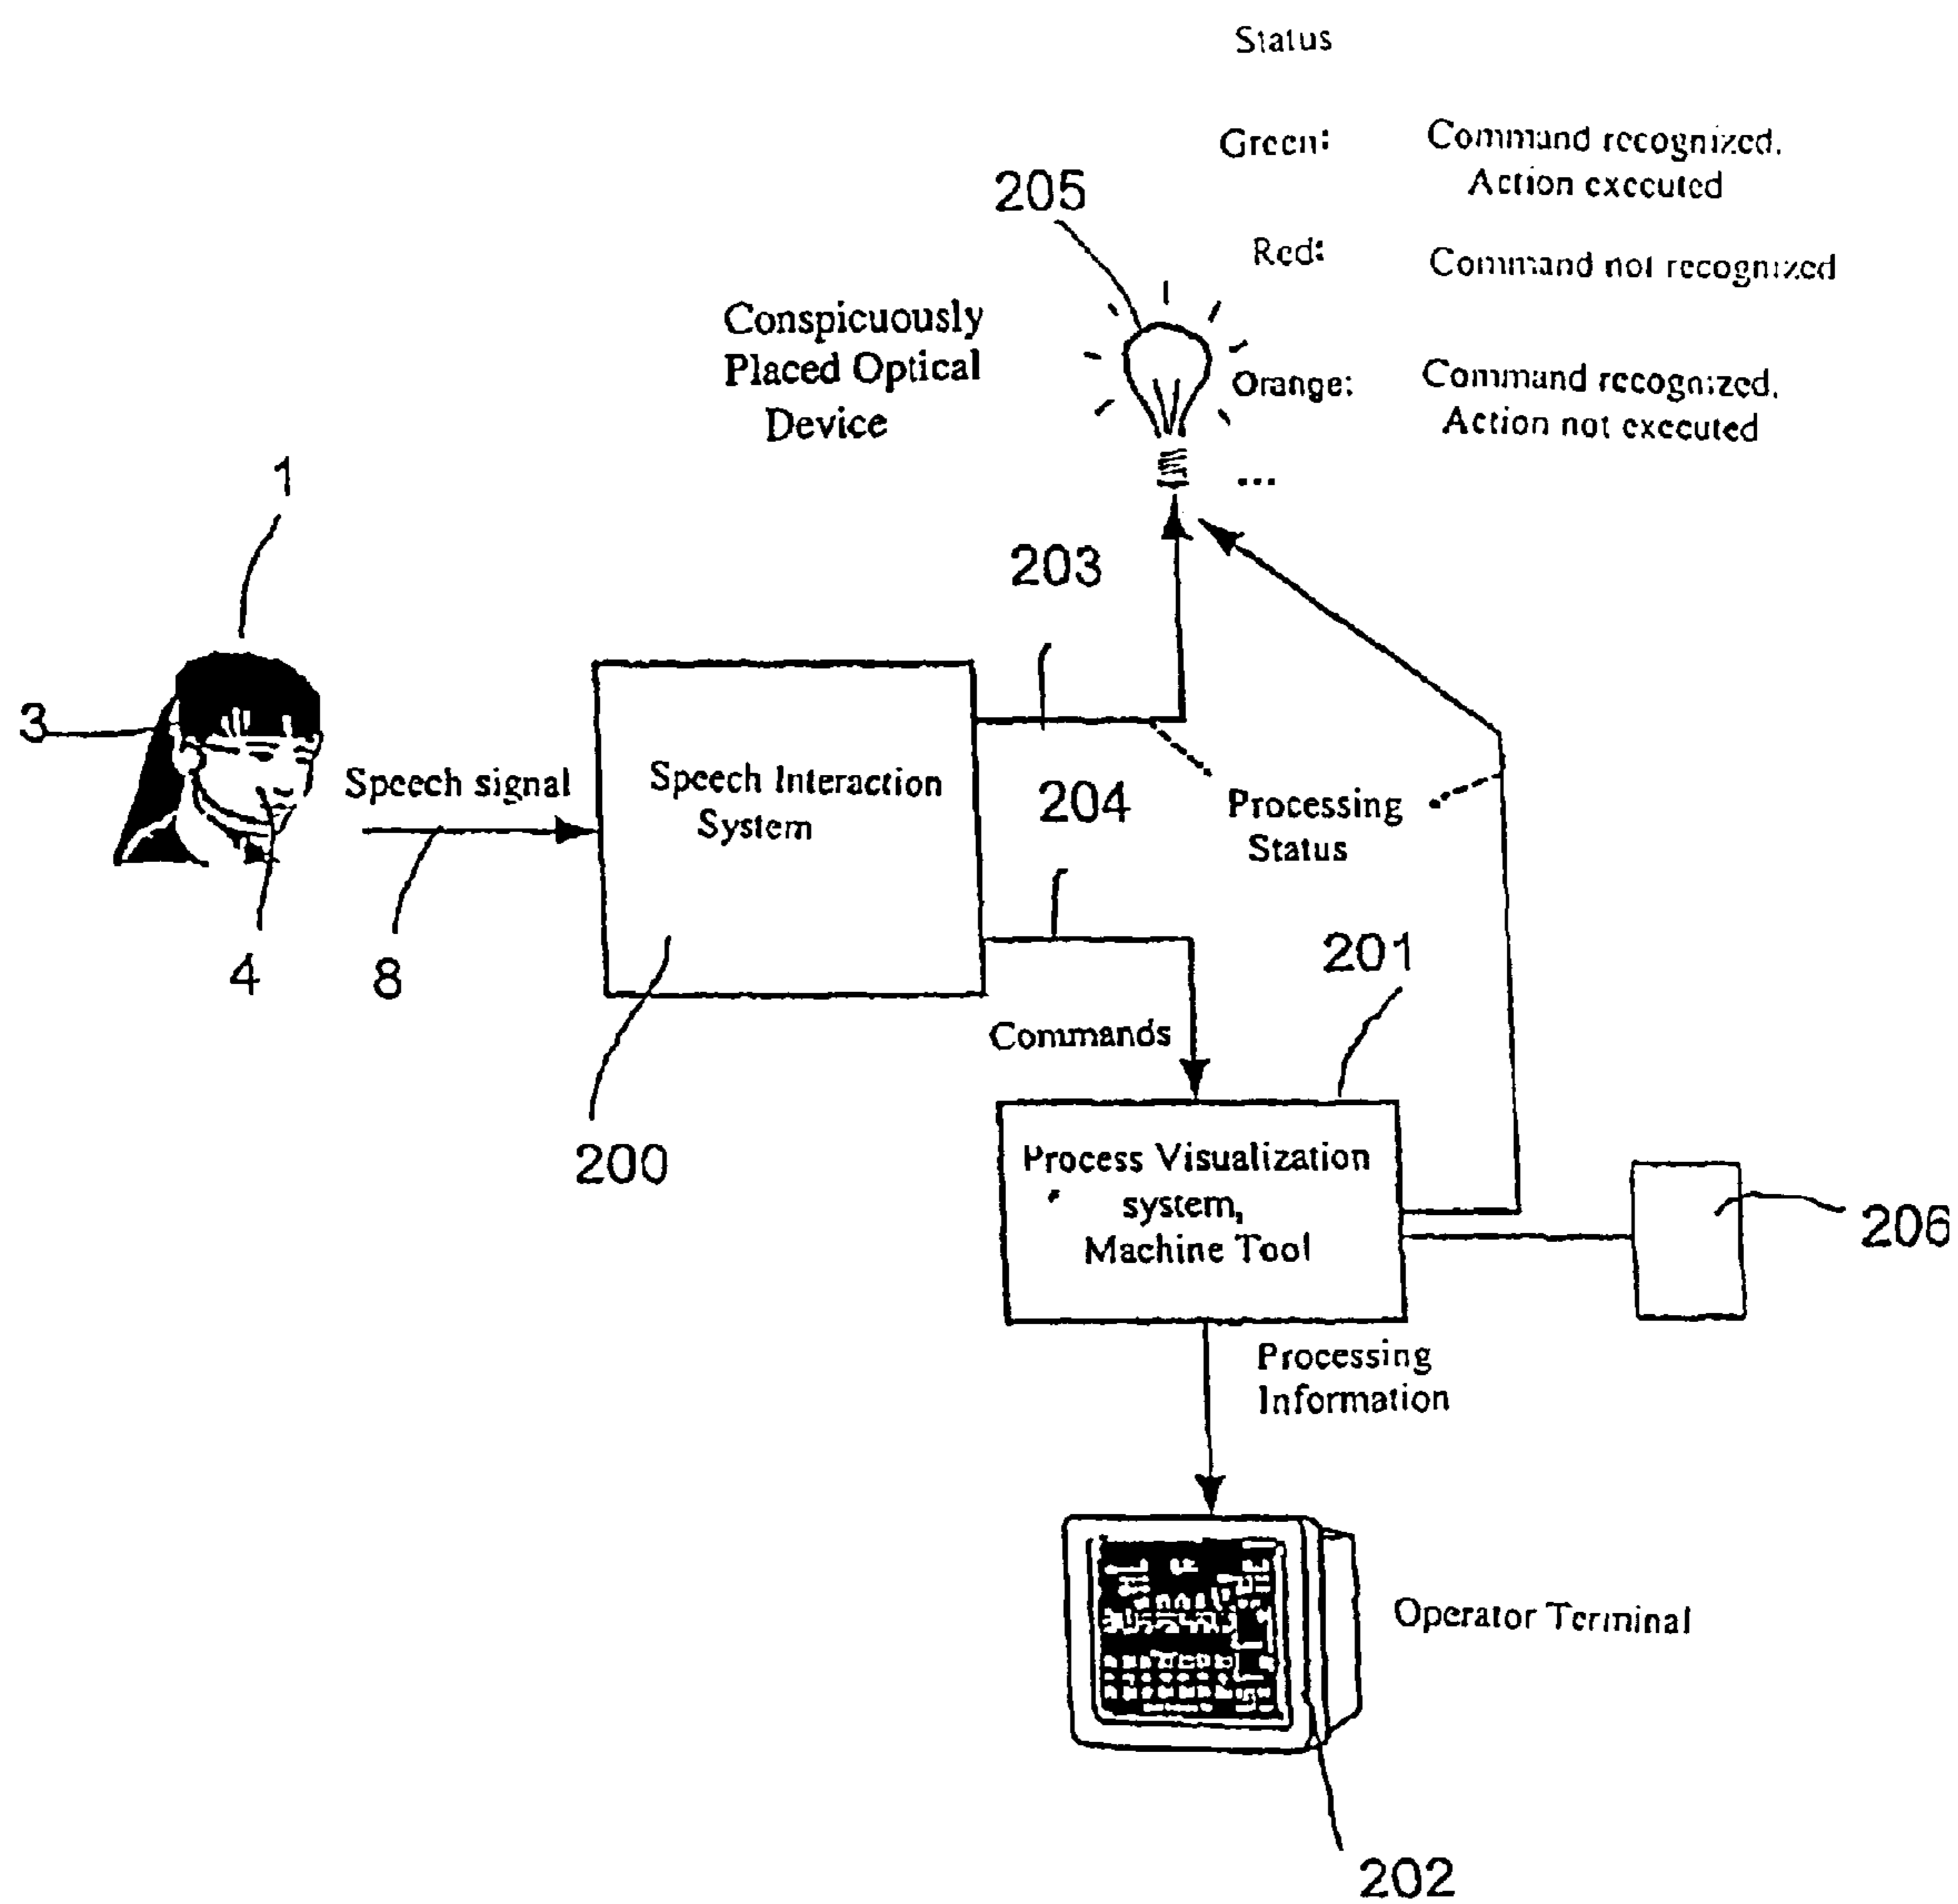 Status
Green: Command recognized.
Action executed
205
Red: Command not recognized
Conspicuously
Placed Optical
Device
Orange: Command recognized.
Action not executed
...
1
203
3
Speech signal
Speech Interaction
System
204
Processing
Status
4
8
201
Commands
200
Process Visualization
system,
Machine Tool
206
Processing
Information
Operator Terminal
202